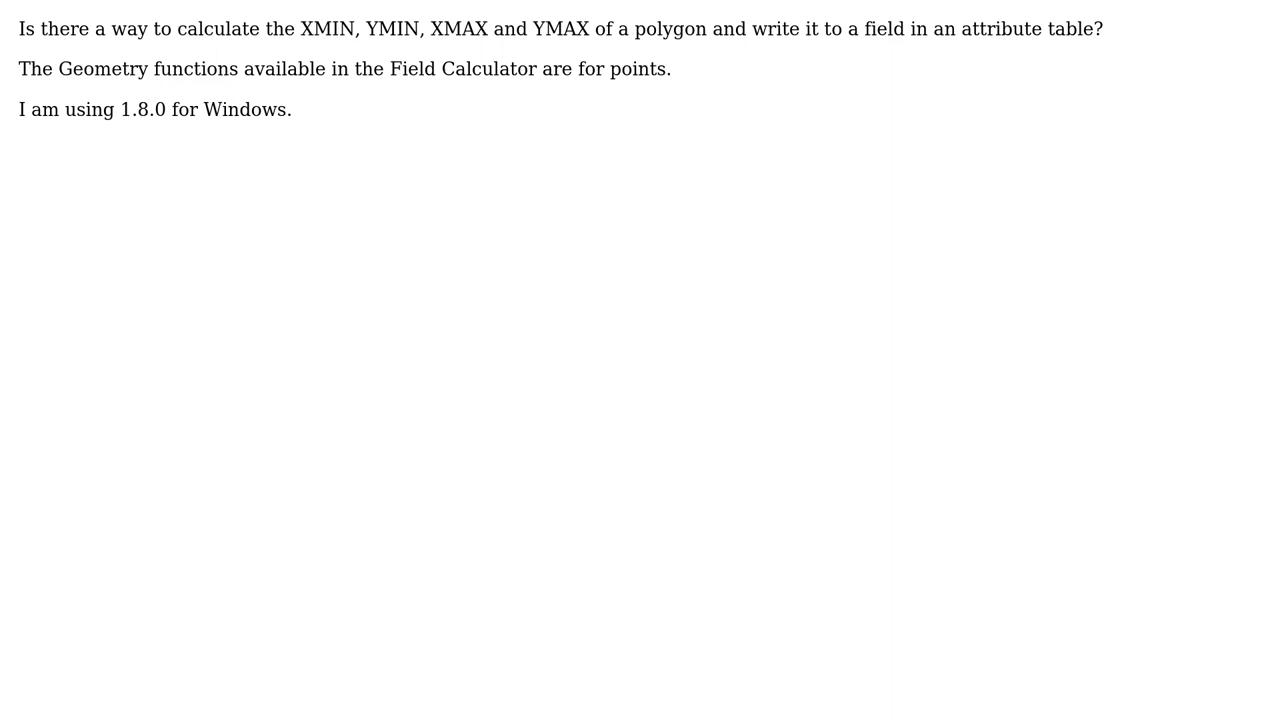 Is there a way to calculate the XMIN, YMIN, XMAX and YMAX of a polygon and write it to a field in an attribute table?
The Geometry functions available in the Field Calculator are for points.
I am using 1.8.0 for Windows.